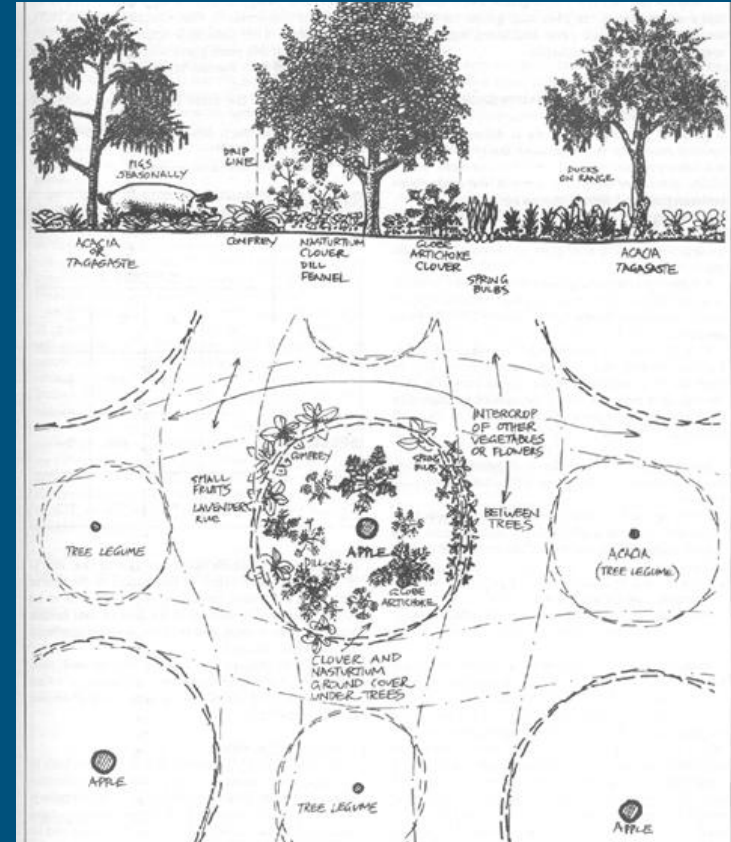 PIGS
SEASONALLY
DRIP
LINE
DUCKS
ON RANGE
ACACIA
OR
TAGAGASTE
COMFREY
NASTURTIUM
CLOVER
DILL
FENNEL
GLOBE
ARTICHOKE
CLOVER
SPRING
BULBS
ACACIA
TAGASASTE
INTERCROP
OF OTHER
VEGETABLES
OR FLOWERS
BETWEEN
TREES
COMFREY
SPRING
BULBS
SMALL
FRUITS
LAVENDER
RUE
TREE LEGUME
APPLE
ACACIA
(TREE LEGUME)
DILL
GLOBE
ARTICHOKE
CLOVER AND
NASTURTIUM
GROUND COVER
UNDER TREES
APPLE
TREE LEGUME
APPLE